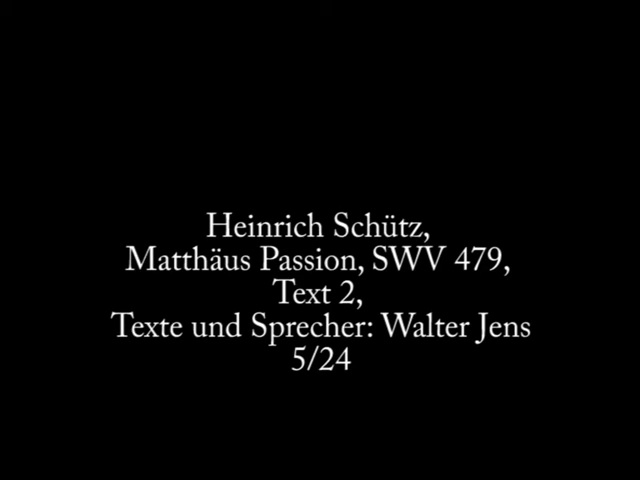 Heinrich Schütz,
Matthäus Passion, SWV 479,
Text 2,
Texte und Sprecher: Walter Jens
5/24